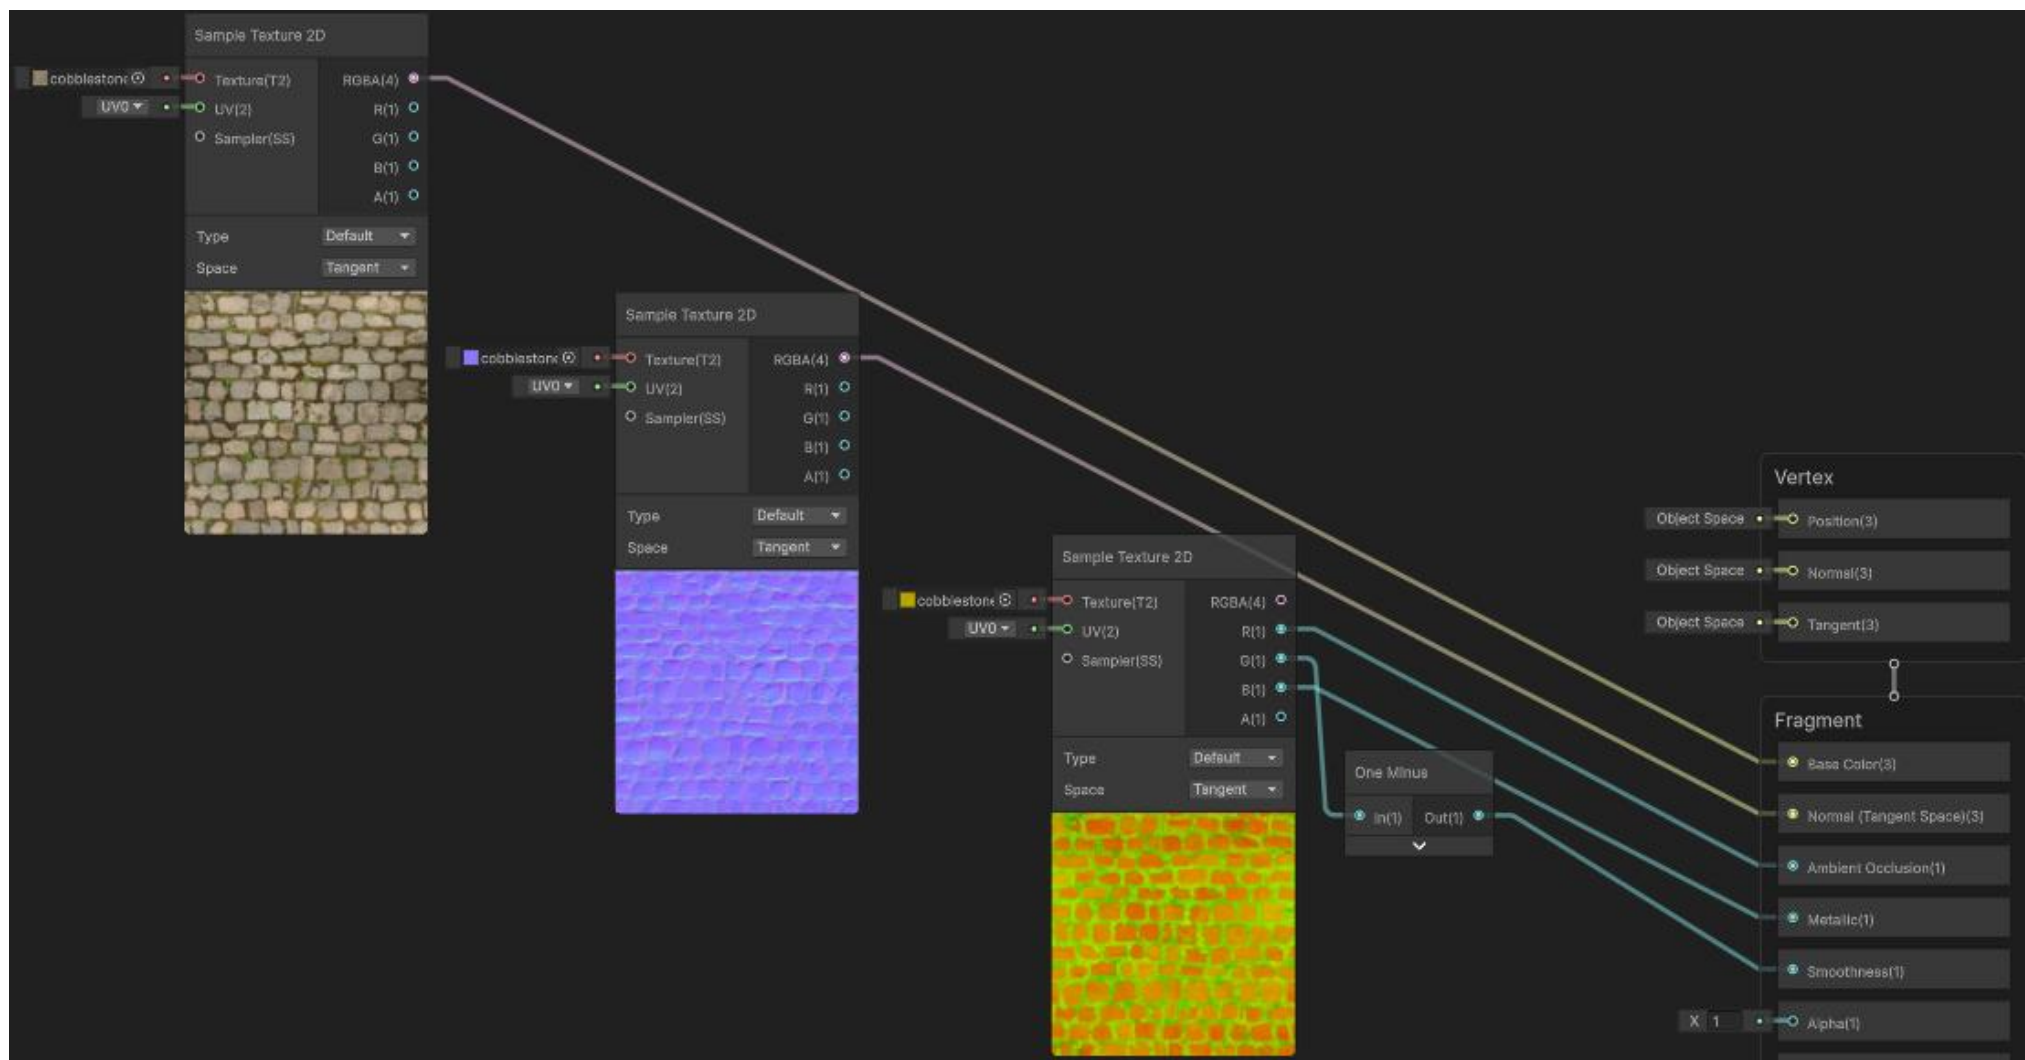 Sample Texture 2D
cobblestone
Texture(T2)
RGBA(4)
UV0
UV(2)
R(1)
Sampler(SS)
G(1)
B(1)
A(1)
Type
Default
Space
Tangent
Sample Texture 2D
cobblestone
Texture(T2)
RGBA(4)
UV0
UV(2)
R(1)
Sampler(SS)
G(1)
B(1)
A(1)
Type
Default
Space
Tangent
Sample Texture 2D
cobblestone
Texture(T2)
RGBA(4)
UV0
UV(2)
R(1)
Sampler(SS)
G(1)
B(1)
A(1)
Type
Default
Space
Tangent
One Minus
In(1)
Out(1)
Vertex
Object Space
Position(3)
Object Space
Normal(3)
Object Space
Tangent(3)
Fragment
Base Color(3)
Normal (Tangent Space)(3)
Ambient Occlusion(1)
Metallic(1)
Smoothness(1)
X 1
Alpha(1)